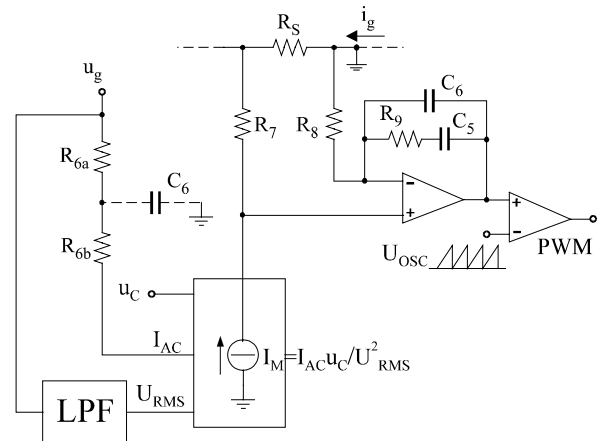 R_S
i_g
u_g
C_6
R_9
C_5
R_6a
R_7
R_8
C_6
-
+
+
-
R_6b
U_OSC
PWM
u_C
I_AC
I_M=I_AC u_C/U²_RMS
U_RMS
LPF